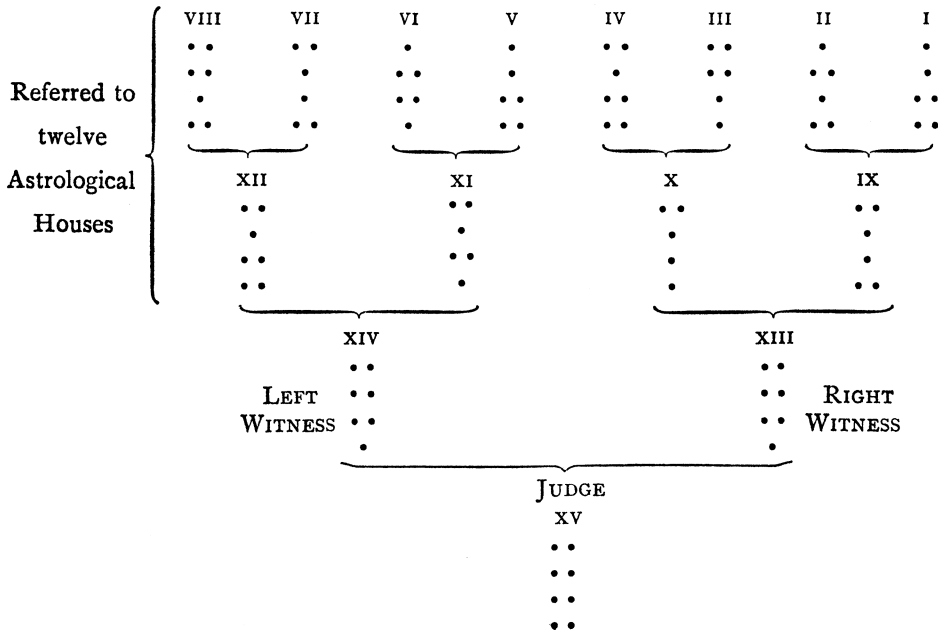 VIII VII VI V IV III II I
Referred to
twelve
Astrological
Houses
XII XI X IX
XIV XIII
LEFT
WITNESS
RIGHT
WITNESS
JUDGE
XV